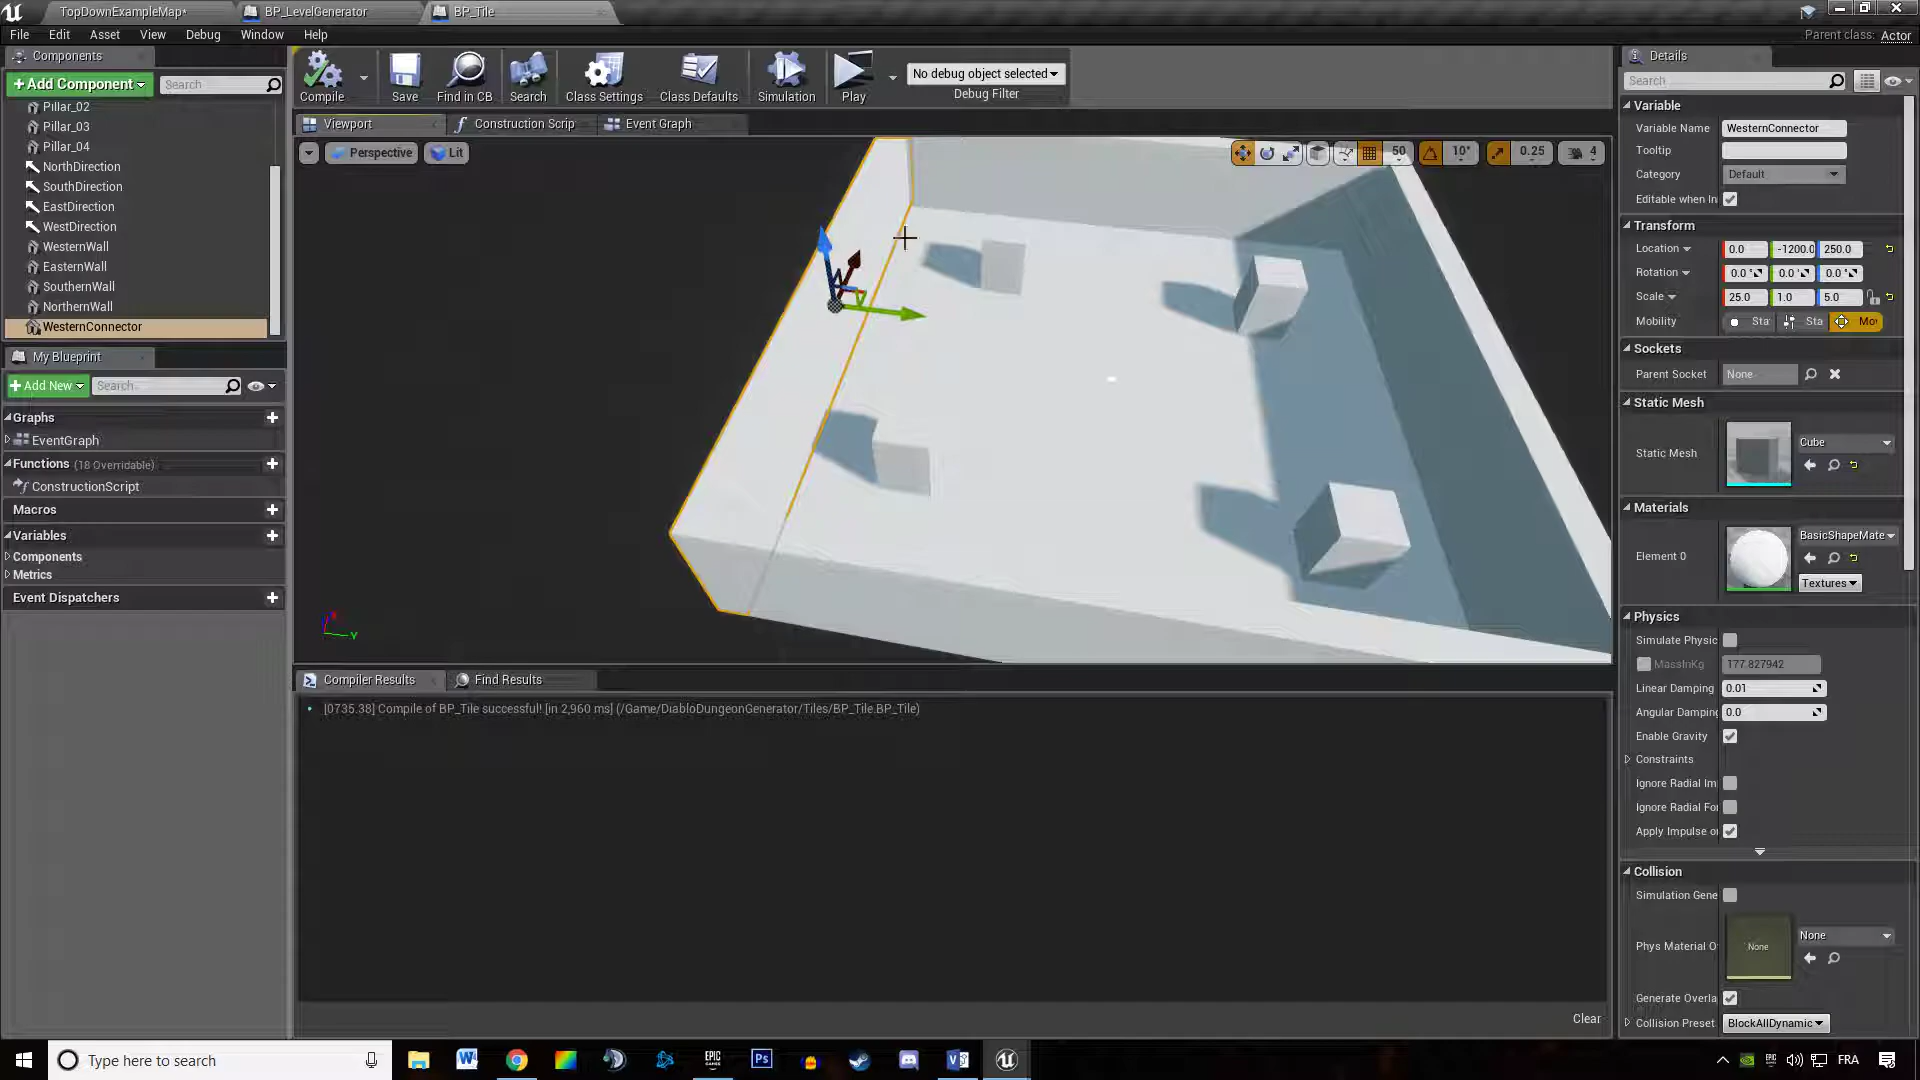 TopDownExampleMap*
BP_LevelGenerator
BP_Tile
File Edit Asset View Debug Window Help
Parent class: Actor
Components
+Add Component
Search
Pillar_02
Pillar_03
Pillar_04
NorthDirection
SouthDirection
EastDirection
WestDirection
WesternWall
EasternWall
SouthernWall
NorthernWall
WesternConnector
My Blueprint
+Add New
Search
Graphs
EventGraph
Functions (18 Overridable)
ConstructionScript
Macros
Variables
Components
Metrics
Event Dispatchers
Compile
Save
Find in CB
Search
Class Settings
Class Defaults
Simulation
Play
No debug object selected
Debug Filter
Viewport
Construction Scrip
Event Graph
Perspective
Lit
50
10°
0.25
4
Y
Compiler Results
Find Results
[0735.38] Compile of BP_Tile successful! [in 2,960 ms] (/Game/DiabloDungeonGenerator/Tiles/BP_Tile.BP_Tile)
Clear
Details
Search
Variable
Variable Name WesternConnector
Tooltip
Category Default
Editable when In
Transform
Location 0.0 -1200.0 250.0
Rotation 0.0 ° 0.0 ° 0.0 °
Scale 25.0 1.0 5.0
Mobility Sta Sta Mo
Sockets
Parent Socket None
Static Mesh
Static Mesh Cube
Materials
Element 0 BasicShapeMate
Textures
Physics
Simulate Physic
MassInKg 177.827942
Linear Damping 0.01
Angular Damping 0.0
Enable Gravity
Constraints
Ignore Radial Im
Ignore Radial For
Apply Impulse o
Collision
Simulation Gene
Phys Material O None None
Generate Overla
Collision Preset BlockAllDynamic
Type here to search
EPIC GAMES
Ps
FRA